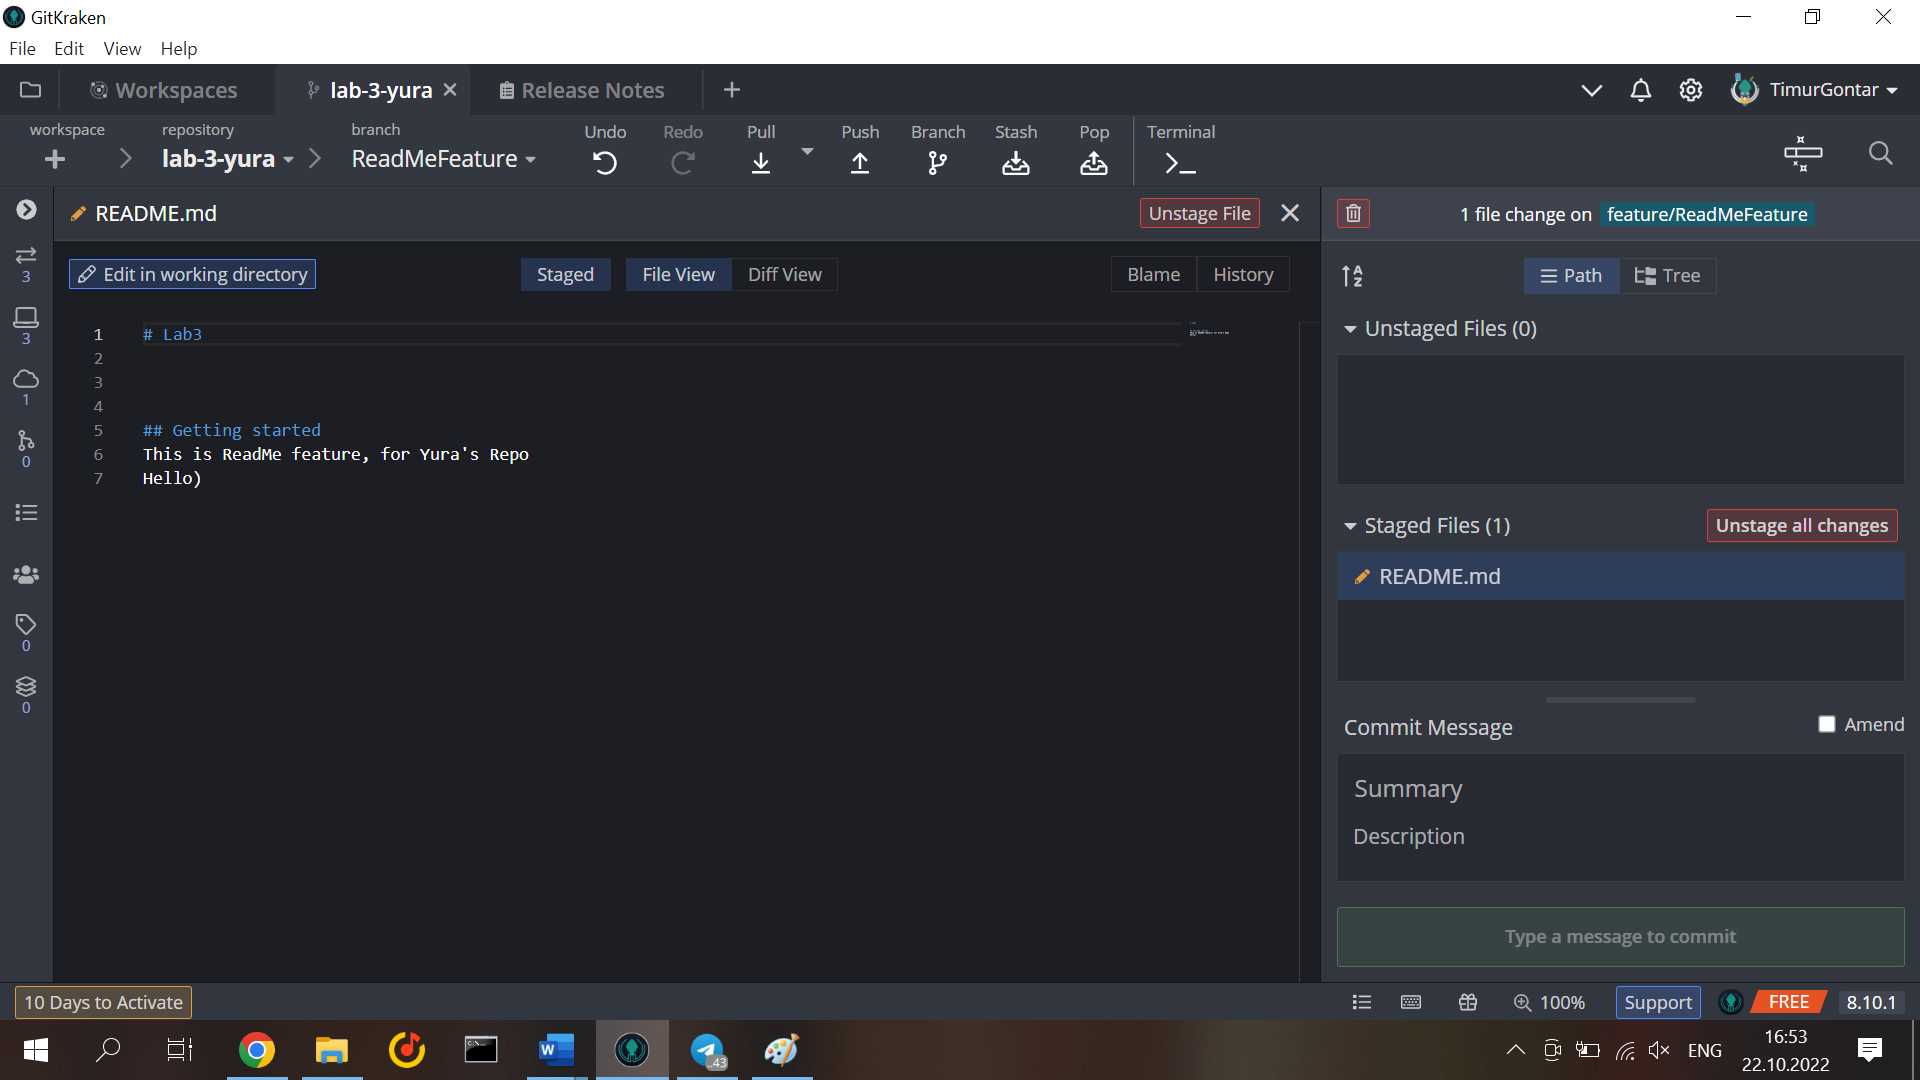 GitKraken
File Edit View Help
Workspaces lab-3-yura Release Notes TimurGontar
workspace repository branch Undo Redo Pull Push Branch Stash Pop Terminal
lab-3-yura ReadMeFeature
README.md Unstage File 1 file change on feature/ReadMeFeature
Edit in working directory Staged File View Diff View Blame History Path Tree
3
3
1
0
0
0
1 # Lab3
2
3
4
5 ## Getting started
6 This is ReadMe feature, for Yura's Repo
7 Hello)
Unstaged Files (0)
Staged Files (1) Unstage all changes
README.md
Commit Message Amend
Summary
Description
Type a message to commit
10 Days to Activate 100% Support FREE 8.10.1
..43 ENG 16:53
22.10.2022